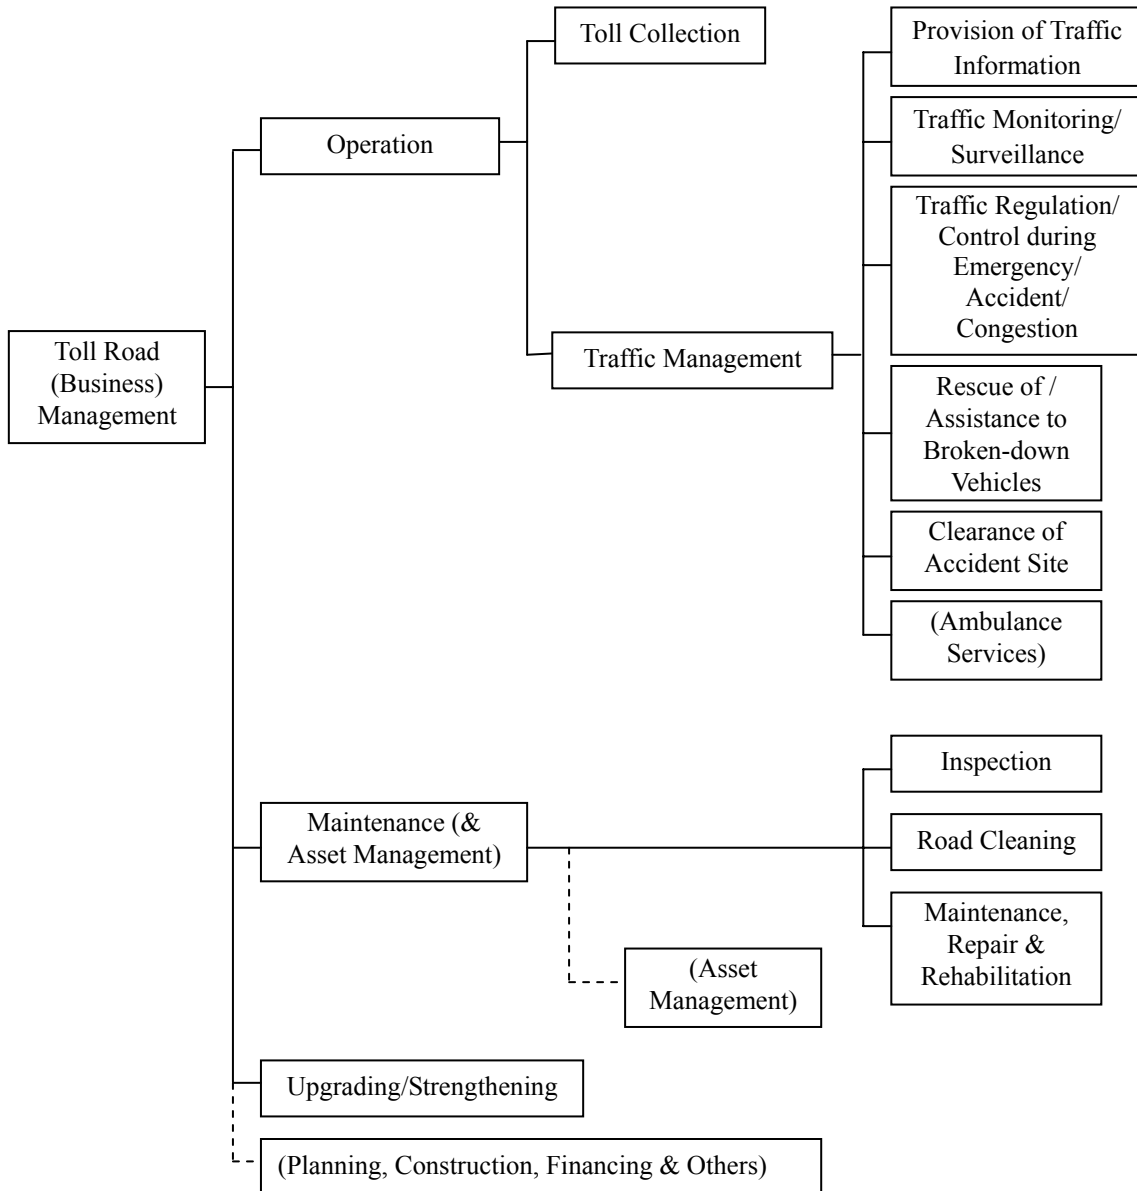 Toll Road
(Business)
Management
Operation
Toll Collection
Traffic Management
Provision of Traffic
Information
Traffic Monitoring/
Surveillance
Traffic Regulation/
Control during
Emergency/
Accident/
Congestion
Rescue of /
Assistance to
Broken-down
Vehicles
Clearance of
Accident Site
(Ambulance
Services)
Maintenance (&
Asset Management)
(Asset
Management)
Inspection
Road Cleaning
Maintenance,
Repair &
Rehabilitation
Upgrading/Strengthening
(Planning, Construction, Financing & Others)